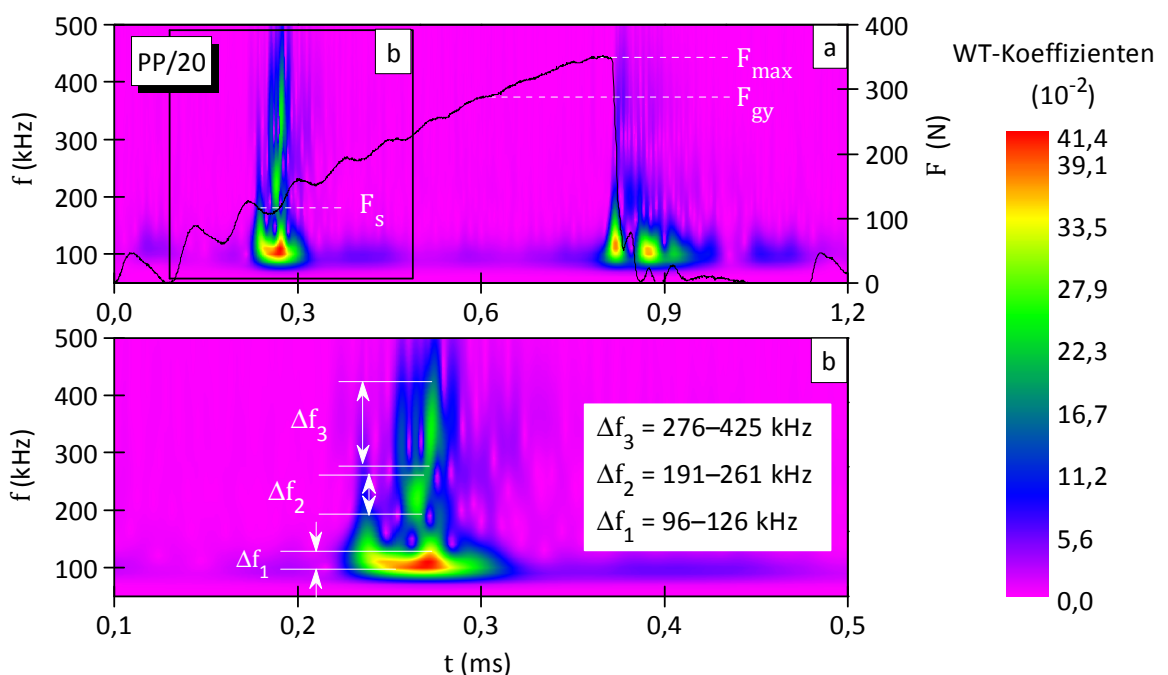 PP/20
b
a
F_max
F_gy
F_s
f (kHz)
500
400
300
200
100
0,0
0,3
0,6
0,9
1,2
400
300
200
100
0
F (N)
b
f (kHz)
500
400
300
200
100
Δf_3
Δf_2
Δf_1
Δf_3 = 276–425 kHz
Δf_2 = 191–261 kHz
Δf_1 = 96–126 kHz
0,1
0,2
0,3
0,4
0,5
t (ms)
WT-Koeffizienten
(10^-2)
41,4
39,1
33,5
27,9
22,3
16,7
11,2
5,6
0,0